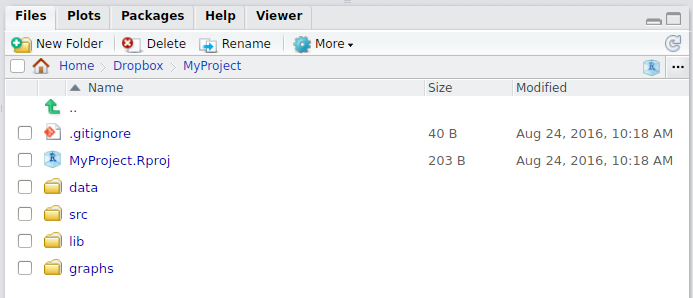 Files Plots Packages Help Viewer
New Folder Delete Rename More
Home Dropbox MyProject ...
Name Size Modified
..
.gitignore 40 B Aug 24, 2016, 10:18 AM
MyProject.Rproj 203 B Aug 24, 2016, 10:18 AM
data
src
lib
graphs